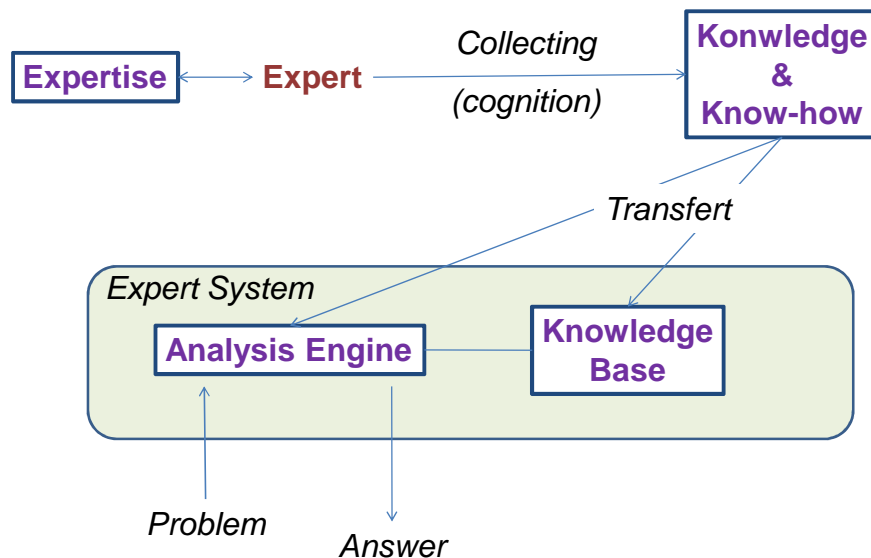 Expertise
Expert
Collecting
(cognition)
Konwledge
&
Know-how
Transfert
Expert System
Analysis Engine
Knowledge
Base
Problem
Answer